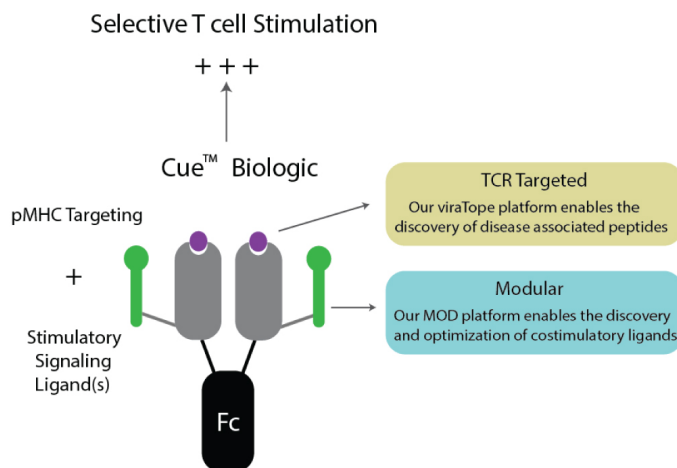 Selective T cell Stimulation
+ + +
Cue™ Biologic
pMHC Targeting
+
Stimulatory
Signaling
Ligand(s)
TCR Targeted
Our viraTope platform enables the
discovery of disease associated peptides
Modular
Our MOD platform enables the discovery
and optimization of costimulatory ligands
Fc